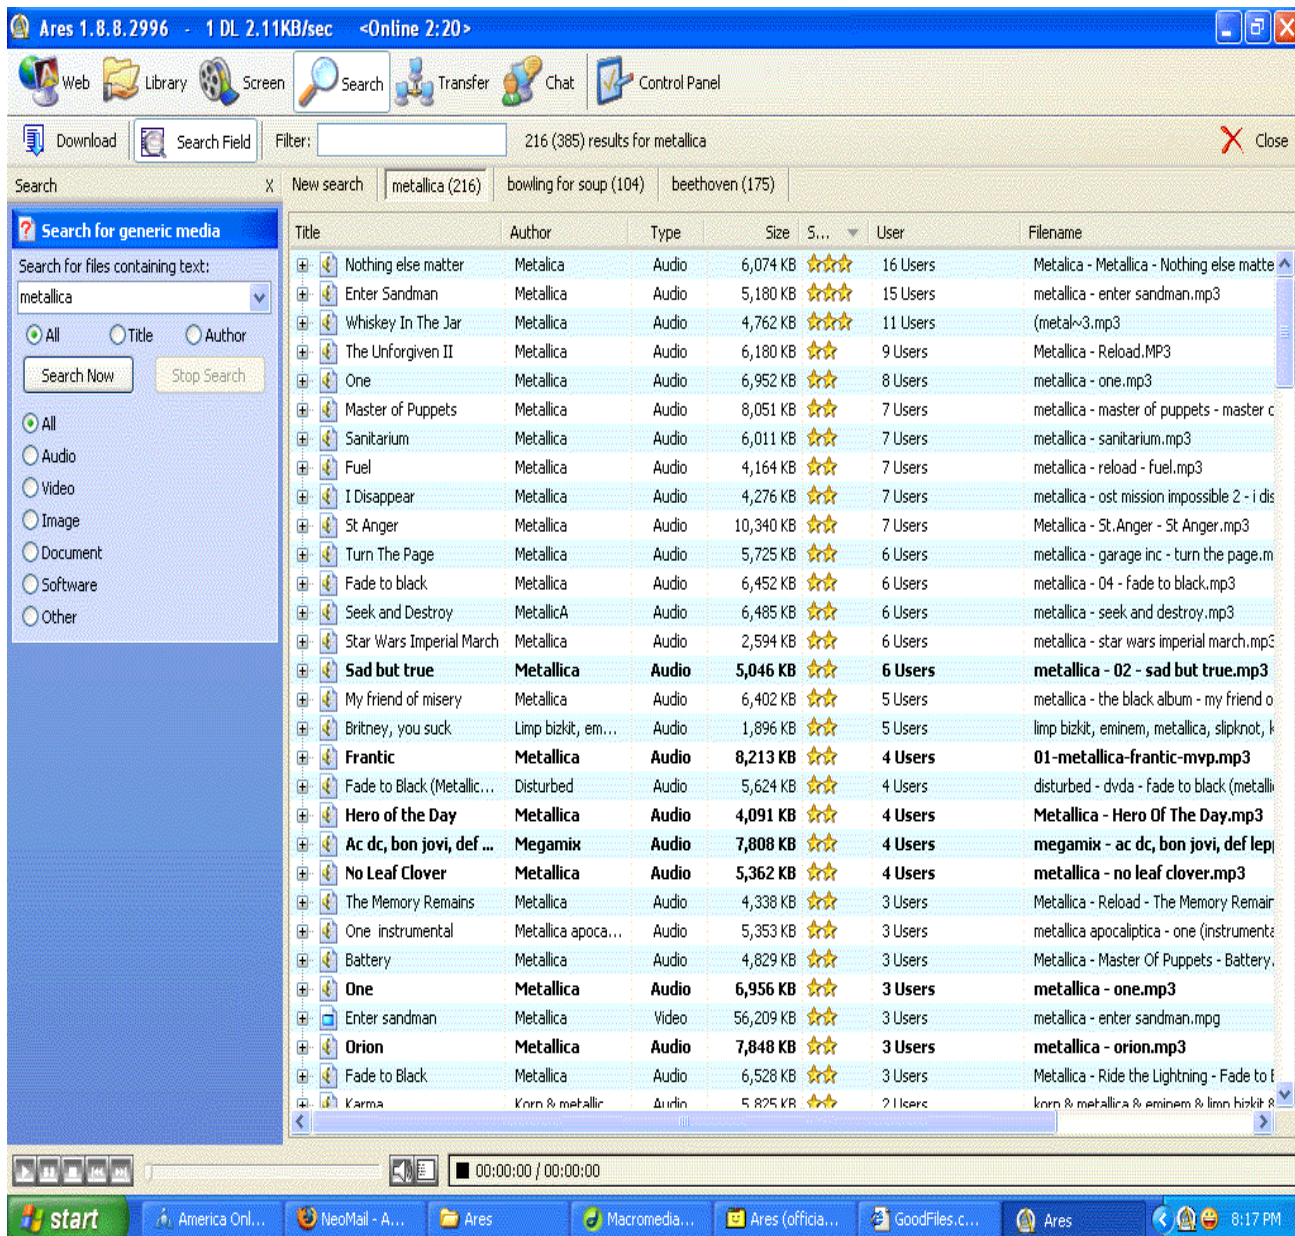 Ares 1.8.8.2996 - 1 DL 2.11KB/sec <Online 2:20>
Web Library Screen Search Transfer Chat Control Panel
Download Search Field Filter: 216 (385) results for metallica Close
Search X New search metallica (216) bowling for soup (104) beethoven (175)
Search for generic media
Search for files containing text:
metallica
All Title Author
Search Now Stop Search
All
Audio
Video
Image
Document
Software
Other
Title Author Type Size S... User Filename
Nothing else matter Metalica Audio 6,074 KB 16 Users Metalica - Metallica - Nothing else matte
Enter Sandman Metallica Audio 5,180 KB 15 Users metallica - enter sandman.mp3
Whiskey In The Jar Metallica Audio 4,762 KB 11 Users (metal~3.mp3
The Unforgiven II Metallica Audio 6,180 KB 9 Users Metallica - Reload.MP3
One Metallica Audio 6,952 KB 8 Users metallica - one.mp3
Master of Puppets Metallica Audio 8,051 KB 7 Users metallica - master of puppets - master o
Sanitarium Metallica Audio 6,011 KB 7 Users metallica - sanitarium.mp3
Fuel Metallica Audio 4,164 KB 7 Users metallica - reload - fuel.mp3
I Disappear Metallica Audio 4,276 KB 7 Users metallica - ost mission impossible 2 - i dis
St Anger Metallica Audio 10,340 KB 7 Users Metallica - St.Anger - St Anger.mp3
Turn The Page Metallica Audio 5,725 KB 6 Users metallica - garage inc - turn the page.m
Fade to black Metallica Audio 6,452 KB 6 Users metallica - 04 - fade to black.mp3
Seek and Destroy MetallicA Audio 6,485 KB 6 Users metallica - seek and destroy.mp3
Star Wars Imperial March Metallica Audio 2,594 KB 6 Users metallica - star wars imperial march.mp3
Sad but true Metallica Audio 5,046 KB 6 Users metallica - 02 - sad but true.mp3
My friend of misery Metallica Audio 6,402 KB 5 Users metallica - the black album - my friend o
Britney, you suck Limp bizkit, em... Audio 1,896 KB 5 Users limp bizkit, eminem, metallica, slipknot, k
Frantic Metallica Audio 8,213 KB 4 Users 01-metallica-frantic-mvp.mp3
Fade to Black (Metallic... Disturbed Audio 5,624 KB 4 Users disturbed - dvda - fade to black (metalli
Hero of the Day Metallica Audio 4,091 KB 4 Users Metallica - Hero Of The Day.mp3
Ac dc, bon jovi, def ... Megamix Audio 7,808 KB 4 Users megamix - ac dc, bon jovi, def lep
No Leaf Clover Metallica Audio 5,362 KB 4 Users metallica - no leaf clover.mp3
The Memory Remains Metallica Audio 4,338 KB 3 Users Metallica - Reload - The Memory Remain
One instrumental Metallica apoca... Audio 5,353 KB 3 Users metallica apocaliptica - one (instrumenta
Battery Metallica Audio 4,829 KB 3 Users Metallica - Master Of Puppets - Battery.
One Metallica Audio 6,956 KB 3 Users metallica - one.mp3
Enter sandman Metallica Video 56,209 KB 3 Users metallica - enter sandman.mpg
Orion Metallica Audio 7,848 KB 3 Users metallica - orion.mp3
Fade to Black Metallica Audio 6,528 KB 3 Users Metallica - Ride the Lightning - Fade to B
Karma Korn & metallic Audio 5,825 KB 2 Users korn & metallica & eminem & limp bizkit &
00:00:00 / 00:00:00
start America Onl... NeoMail - A... Ares Macromedia... Ares (officia... GoodFiles.c... Ares 8:17 PM